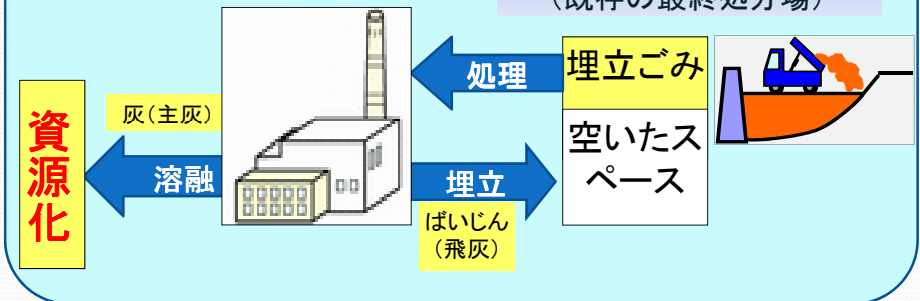 (既存の最終処分場)
処理
埋立ごみ
灰(主灰)
資源化
溶融
埋立
空いたス
ペース
ばいじん
(飛灰)